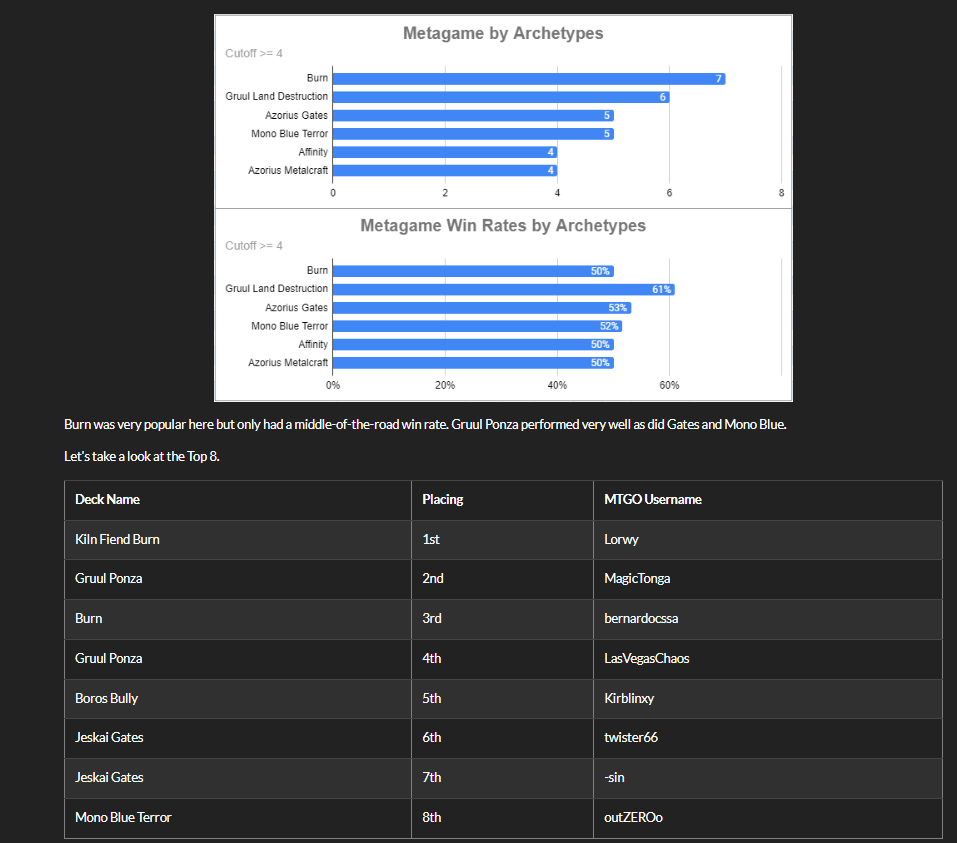 Metagame by Archetypes
Cutoff >= 4
Burn 7
Gruul Land Destruction 6
Azorius Gates 5
Mono Blue Terror 5
Affinity 4
Azorius Metalcraft 4
0 2 4 6 8
Metagame Win Rates by Archetypes
Cutoff >= 4
Burn 50%
Gruul Land Destruction 61%
Azorius Gates 53%
Mono Blue Terror 52%
Affinity 50%
Azorius Metalcraft 50%
0% 20% 40% 60%
Burn was very popular here but only had a middle-of-the-road win rate. Gruul Ponza performed very well as did Gates and Mono Blue.
Let's take a look at the Top 8.
Deck Name Placing MTGO Username
Kiln Fiend Burn 1st Lorwy
Gruul Ponza 2nd MagicTonga
Burn 3rd bernardocssa
Gruul Ponza 4th LasVegasChaos
Boros Bully 5th Kirblinxy
Jeskai Gates 6th twister66
Jeskai Gates 7th -sin
Mono Blue Terror 8th outZEROo